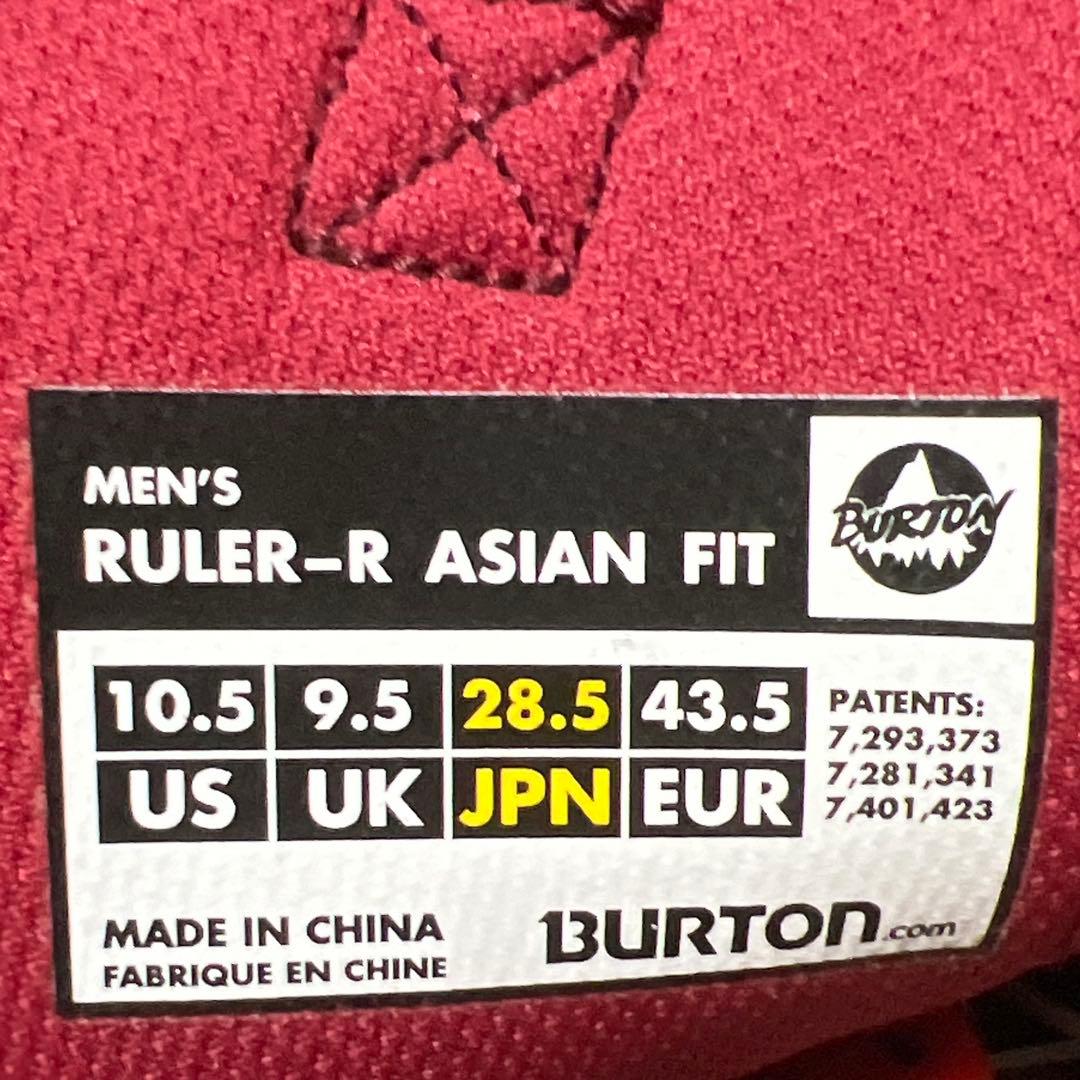 MEN'S
RULER-R ASIAN FIT
BURTON
10.5 9.5 28.5 43.5
US UK JPN EUR
PATENTS:
7,293,373
7,281,341
7,401,423
MADE IN CHINA
FABRIQUE EN CHINE
BURTON.com